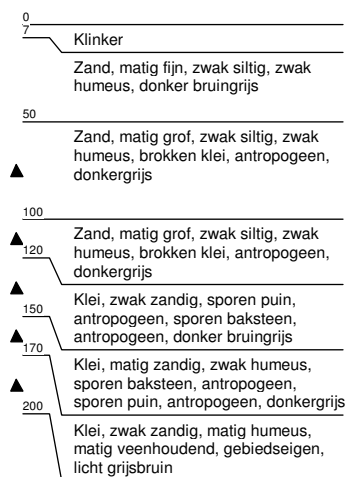 0
7
Klinker
Zand, matig fijn, zwak siltig, zwak
humeus, donker bruingrijs
50
Zand, matig grof, zwak siltig, zwak
humeus, brokken klei, antropogeen,
donkergrijs
100
Zand, matig grof, zwak siltig, zwak
humeus, brokken klei, antropogeen,
donkergrijs
120
Klei, zwak zandig, sporen puin,
antropogeen, sporen baksteen,
antropogeen, donker bruingrijs
150
Klei, matig zandig, zwak humeus,
sporen baksteen, antropogeen,
sporen puin, antropogeen, donkergrijs
170
Klei, zwak zandig, matig humeus,
matig veenhoudend, gebiedseigen,
licht grijsbruin
200